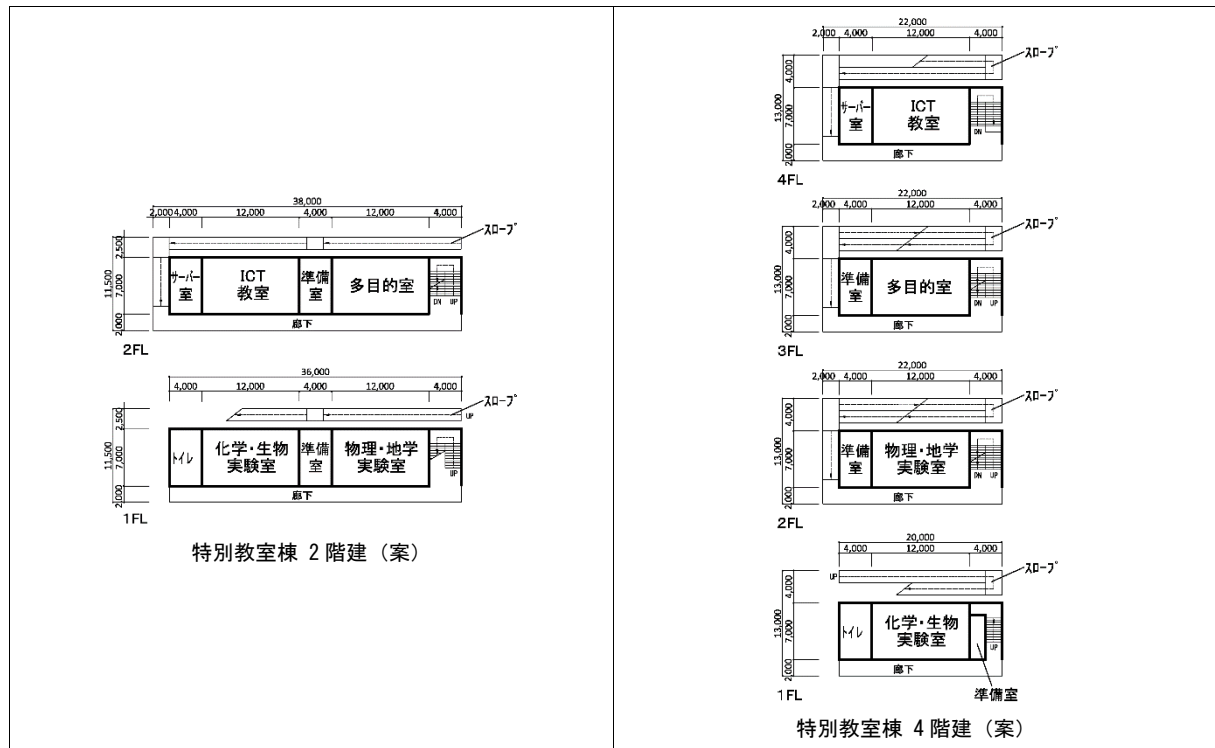 38,000
2,000 4,000 12,000 4,000 12,000 4,000
スロープ
2,500
11,500
7,000
2,000
サーバー室
ICT教室
準備室
多目的室
DN UP
廊下
2FL
36,000
4,000 12,000 4,000 12,000 4,000
スロープ
UP
2,500
11,500
7,000
2,000
トイレ
化学・生物実験室
準備室
物理・地学実験室
UP
廊下
1FL
特別教室棟 2階建（案）
22,000
2,000 4,000 12,000 4,000
スロープ
4,000
13,000
7,000
2,000
サーバー室
ICT教室
DN
廊下
4FL
22,000
2,000 4,000 12,000 4,000
スロープ
4,000
13,000
7,000
2,000
準備室
多目的室
DN UP
廊下
3FL
22,000
2,000 4,000 12,000 4,000
スロープ
4,000
13,000
7,000
2,000
準備室
物理・地学実験室
DN UP
廊下
2FL
20,000
4,000 12,000 4,000
スロープ
UP
4,000
13,000
7,000
2,000
トイレ
化学・生物実験室
UP
廊下
準備室
1FL
特別教室棟 4階建（案）